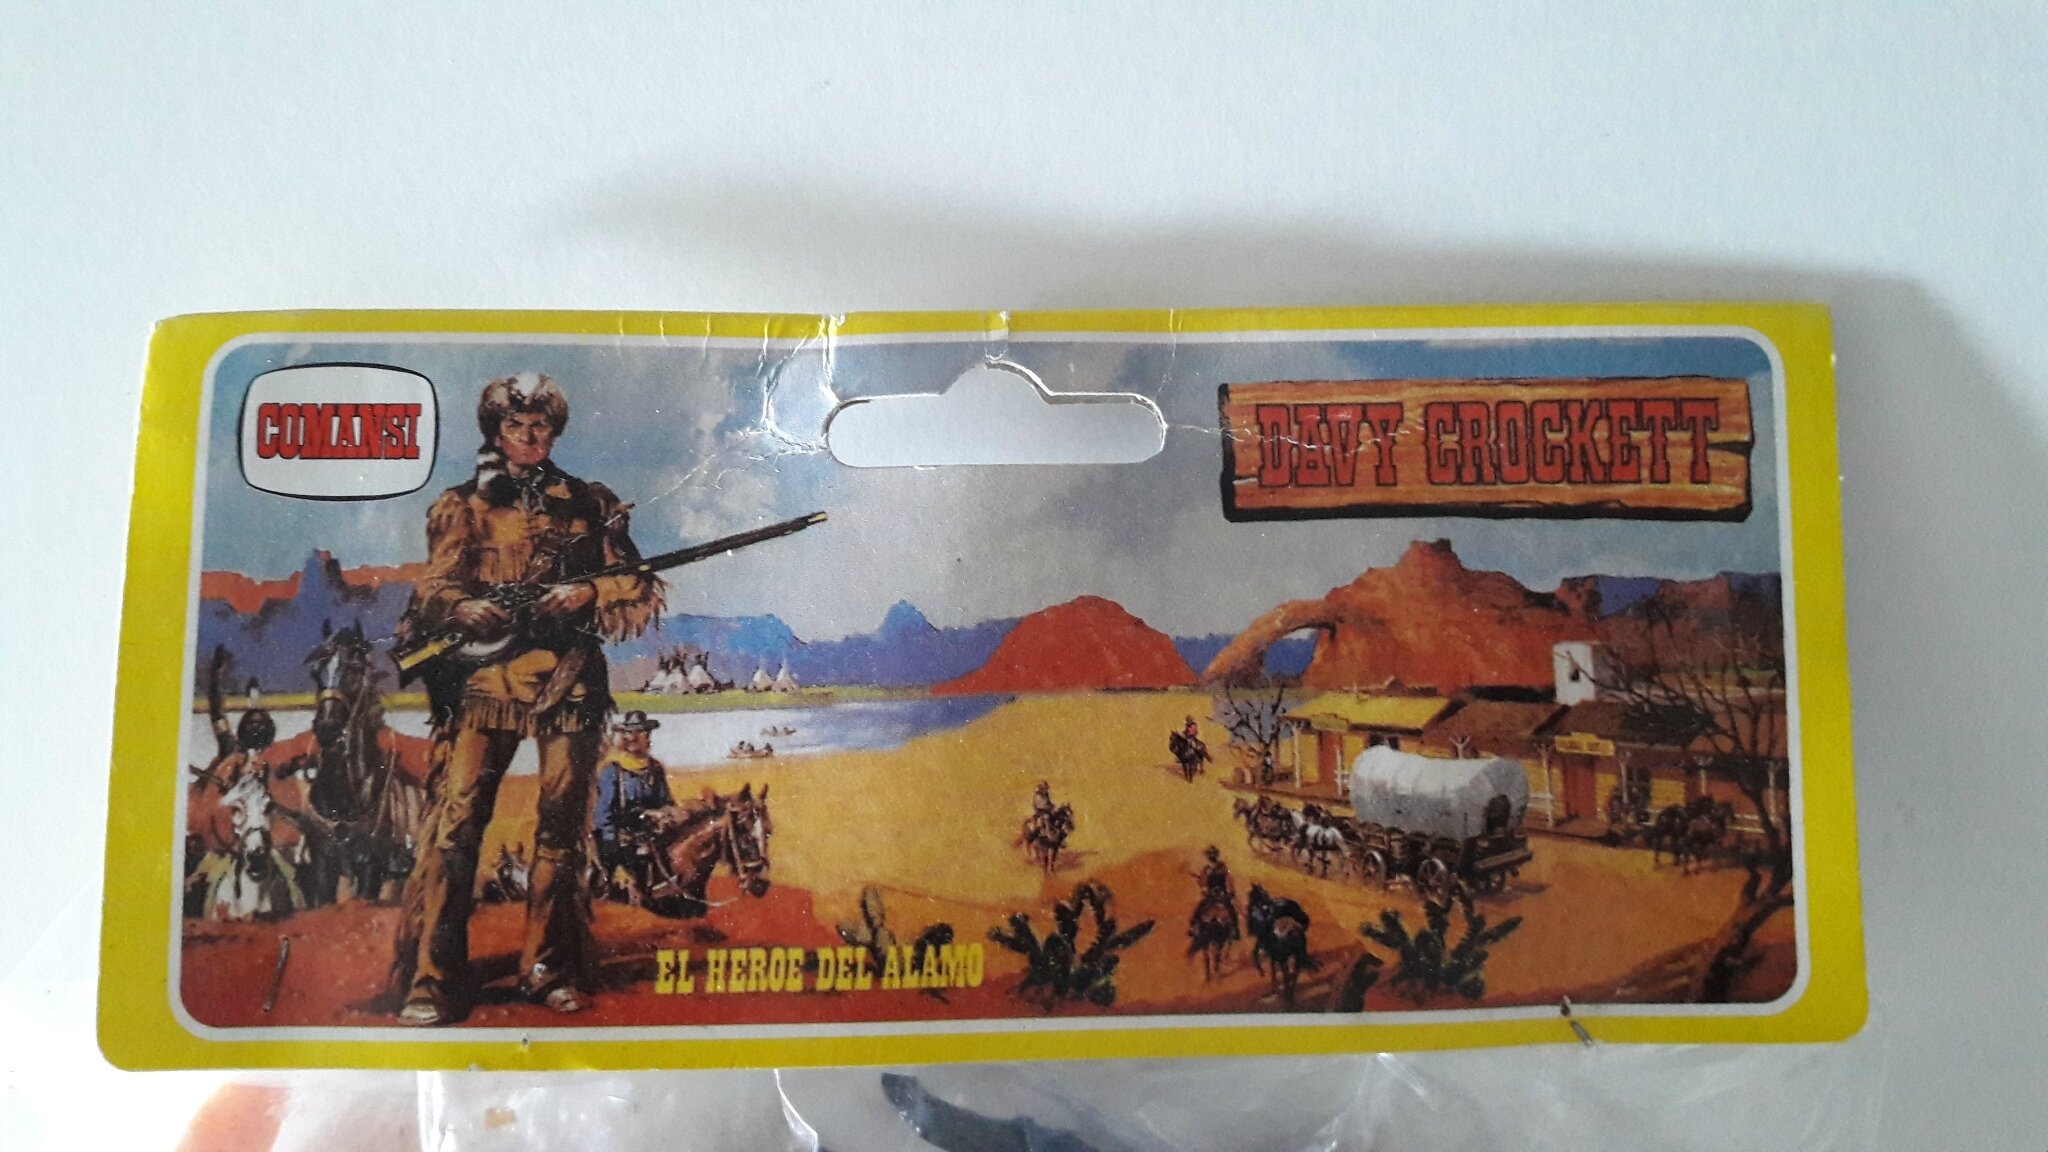 COMANSI
DAVY CROCKETT
EL HEROE DEL ALAMO